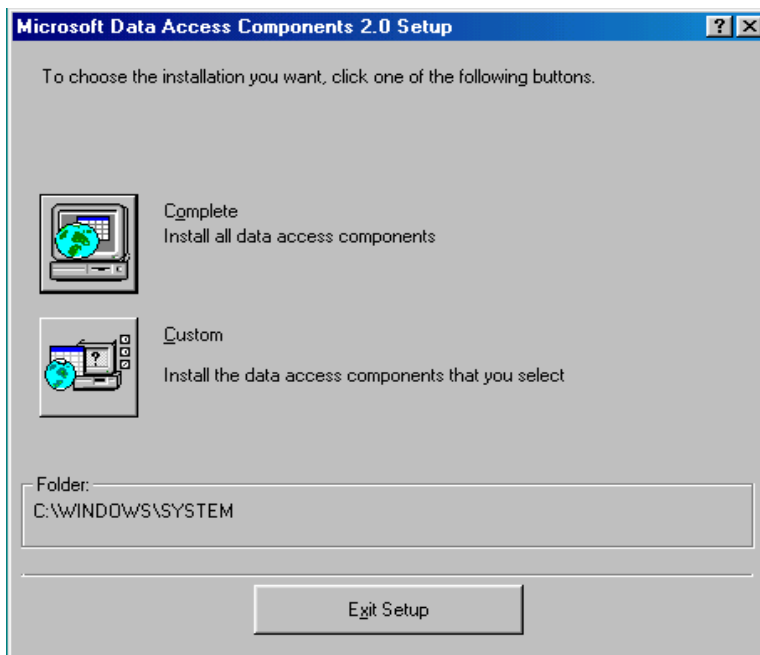 Microsoft Data Access Components 2.0 Setup
To choose the installation you want, click one of the following buttons.
Complete
Install all data access components
?
Custom
Install the data access components that you select
Folder:
C:\WINDOWS\SYSTEM
Exit Setup